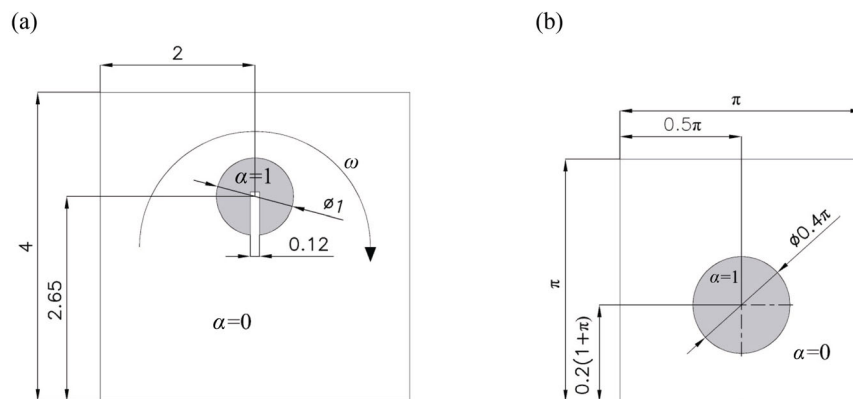 (a)
2
ω
α=1
ø1
0.12
4
2.65
α=0
(b)
π
0.5π
ø0.4π
α=1
π
0.2(1+π)
α=0